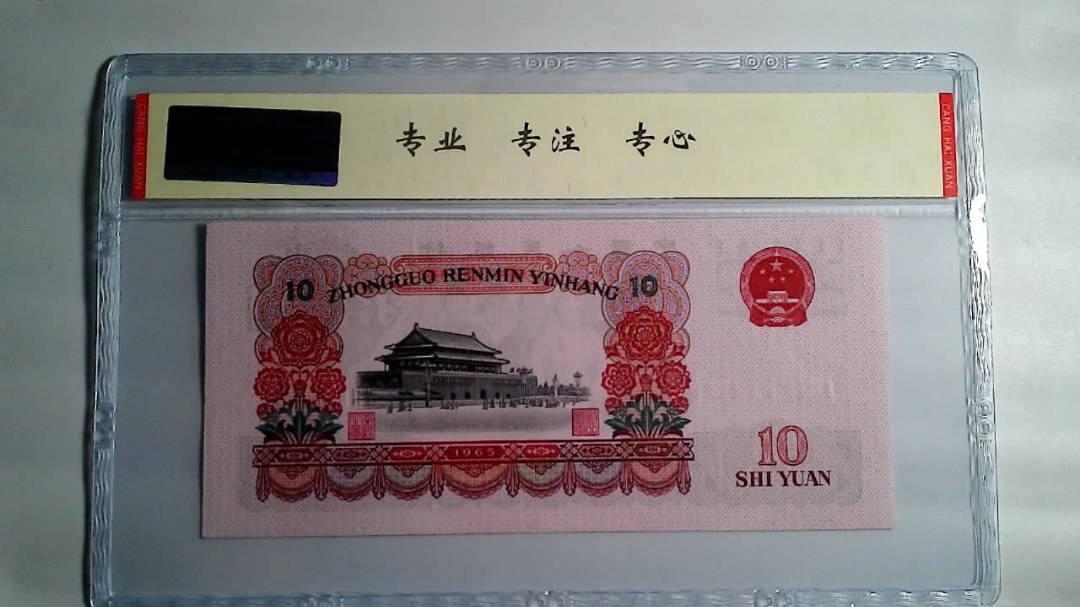 专业 专注 专心
CANG HAI XUAN
CANG HAI XUAN
ZHONGGUO RENMIN YINHANG
10
10
1965
10
SHI YUAN